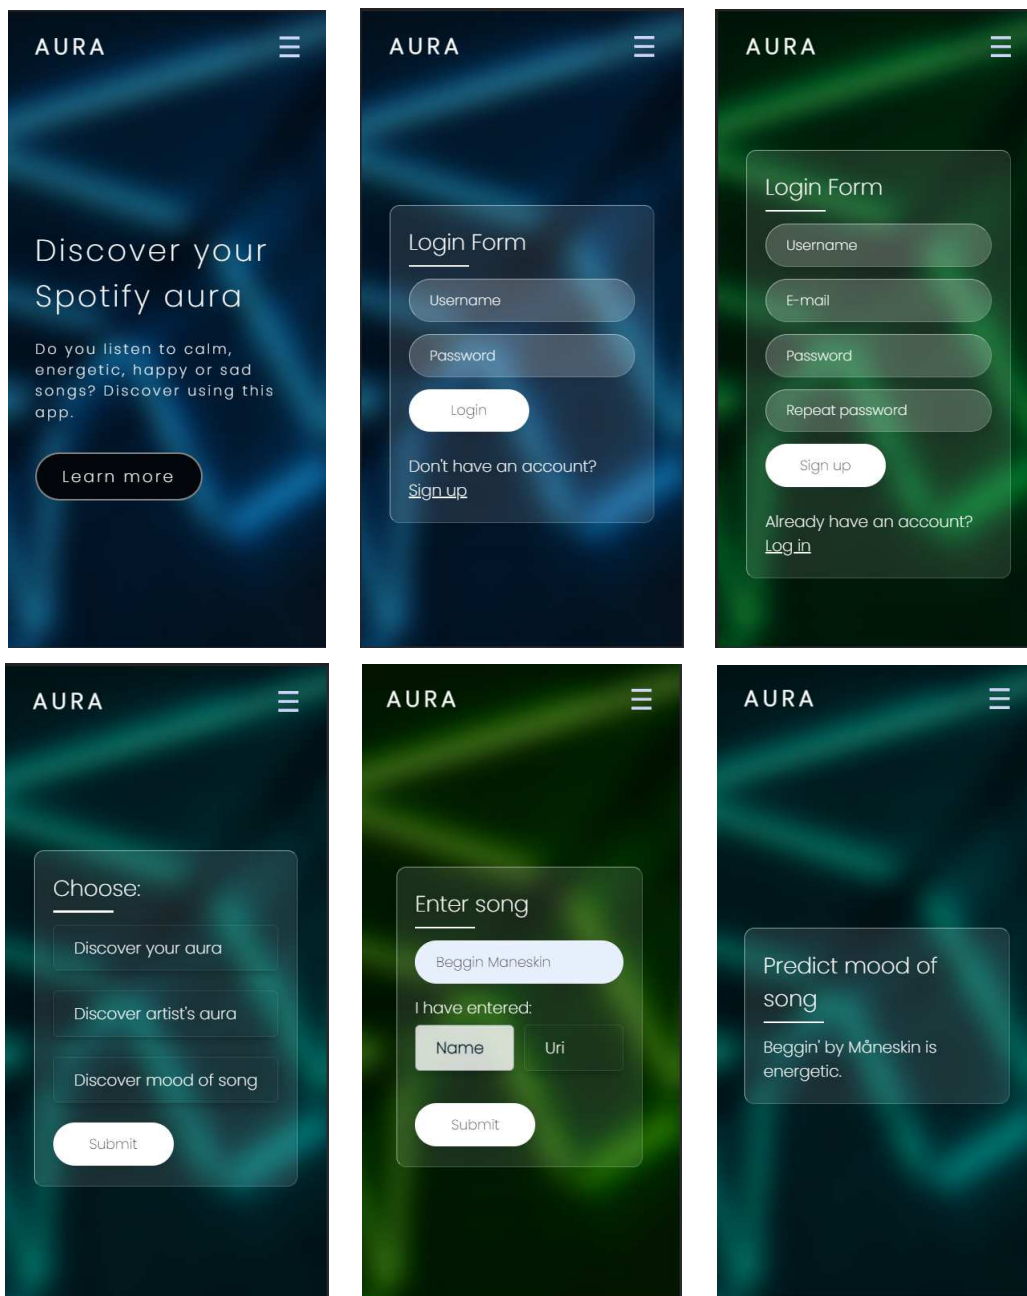 AURA
Discover your
Spotify aura
Do you listen to calm,
energetic, happy or sad
songs? Discover using this
app.
Learn more
AURA
Login Form
Username
Password
Login
Don't have an account?
Sign up
AURA
Login Form
Username
E-mail
Password
Repeat password
Sign up
Already have an account?
Log in
AURA
Choose:
Discover your aura
Discover artist's aura
Discover mood of song
Submit
AURA
Enter song
Beggin Maneskin
I have entered:
Name Uri
Submit
AURA
Predict mood of
song
Beggin' by Måneskin is
energetic.